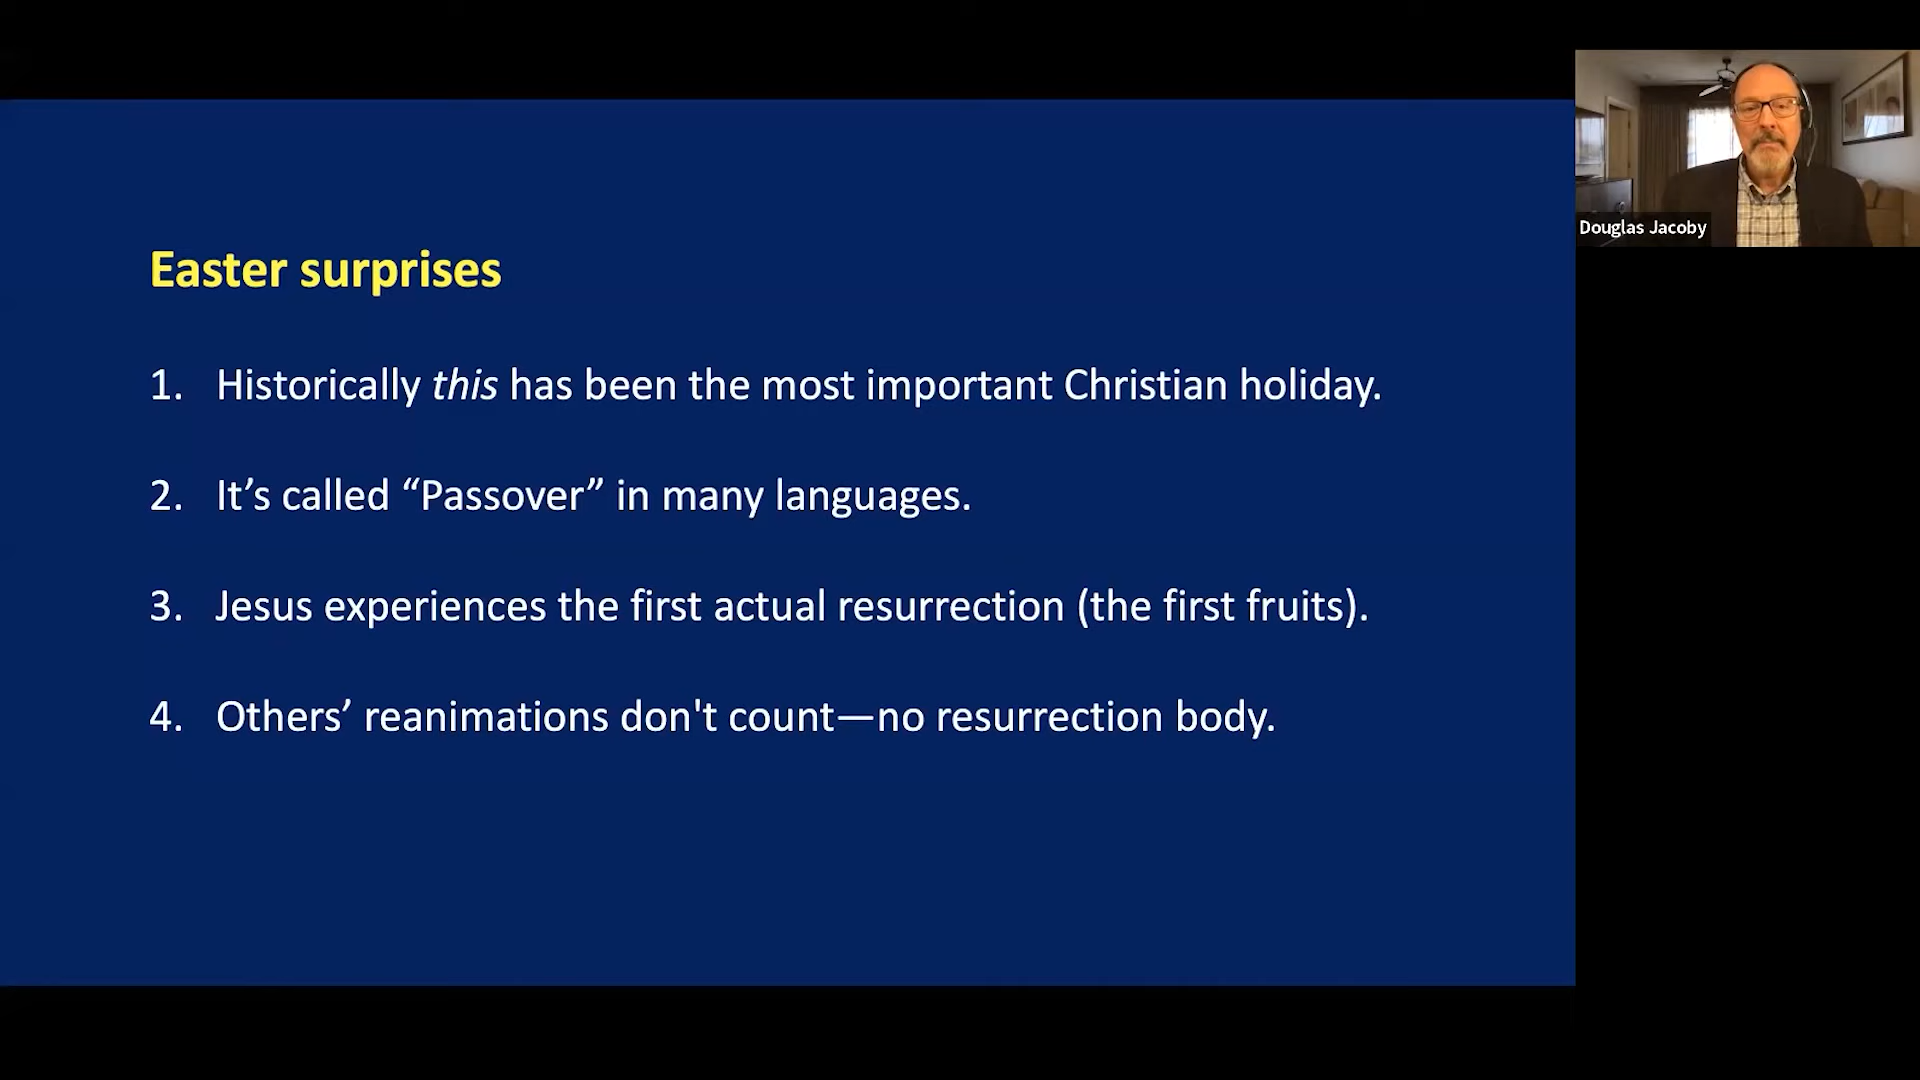 Easter surprises
1. Historically this has been the most important Christian holiday.
2. It’s called “Passover” in many languages.
3. Jesus experiences the first actual resurrection (the first fruits).
4. Others’ reanimations don't count—no resurrection body.
Douglas Jacoby